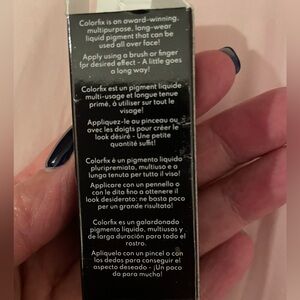 Colorfix is an award-winning,
multipurpose, long-wear
liquid pigment that can be
used all over face!
Apply using a brush or finger
fpr desired effect - A little goes
a long way!
Colorfix est un pigment liquide
multi-usage et longue tenue
primé, à utiliser sur tout le
visage!
Appliquez-le au pinceau ou
avec les doigts pour créer le
look désiré - Une petite
quantité suffit!
Colorfix è un pigmento liquido
pluripremiato, multiuso e a
lunga tenuta per tutto il viso!
Applicare con un pennello o
con le dita fino a ottenere il
look desiderato: ne basta poco
per un grande risultato!
Colorfix es un galardonado
pigmento líquido, multiusos y
de larga duración para todo el
rostro.
Aplíquelo con un pincel o con
los dedos para conseguir el
aspecto deseado - ¡Un poco
da para mucho!